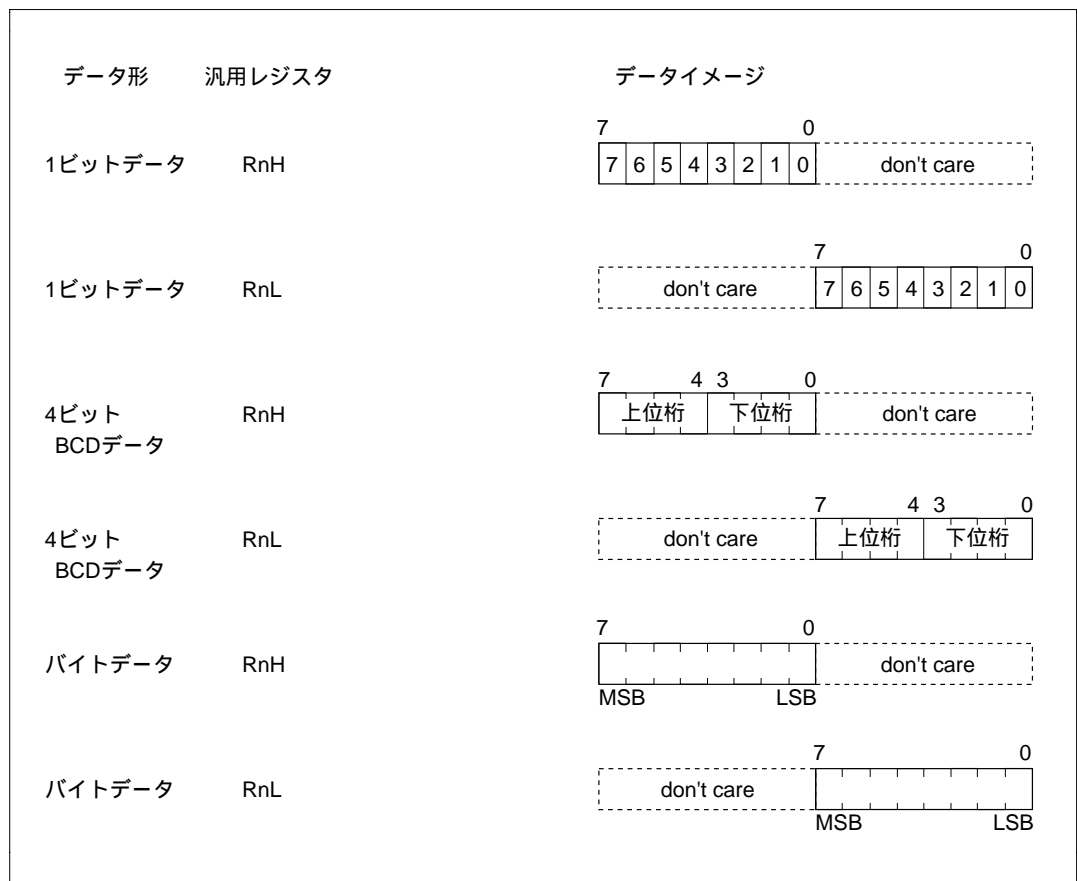 データ形 汎用レジスタ データイメージ
7 0
1ビットデータ RnH 7 6 5 4 3 2 1 0 don't care
7 0
1ビットデータ RnL don't care 7 6 5 4 3 2 1 0
7 4 3 0
4ビット RnH 上位桁 下位桁 don't care
BCDデータ
7 4 3 0
4ビット RnL don't care 上位桁 下位桁
BCDデータ
7 0
バイトデータ RnH don't care
MSB LSB
7 0
バイトデータ RnL don't care
MSB LSB